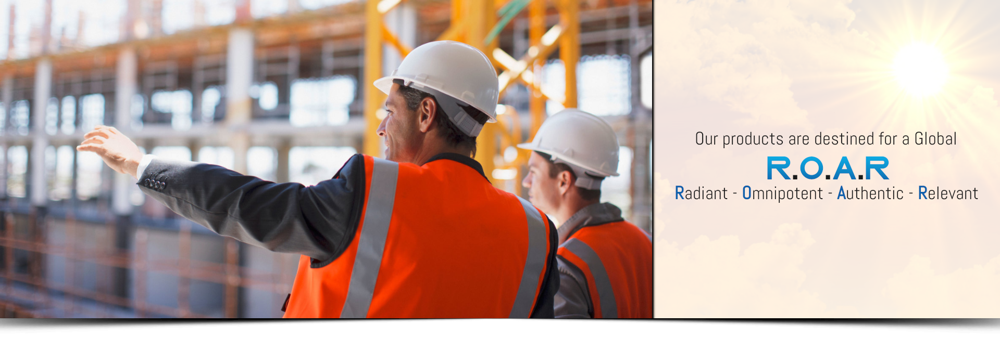 Our products are destined for a Global
R.O.A.R
Radiant - Omnipotent - Authentic - Relevant